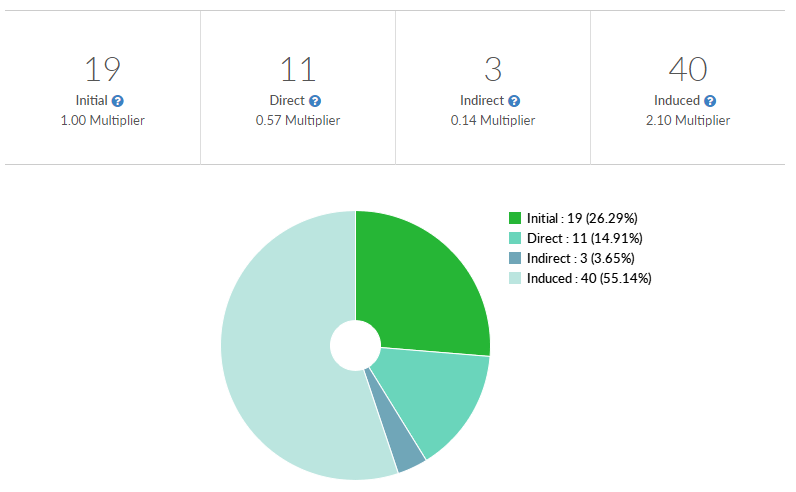 19
Initial ?
1.00 Multiplier
11
Direct ?
0.57 Multiplier
3
Indirect ?
0.14 Multiplier
40
Induced ?
2.10 Multiplier
Initial : 19 (26.29%)
Direct : 11 (14.91%)
Indirect : 3 (3.65%)
Induced : 40 (55.14%)